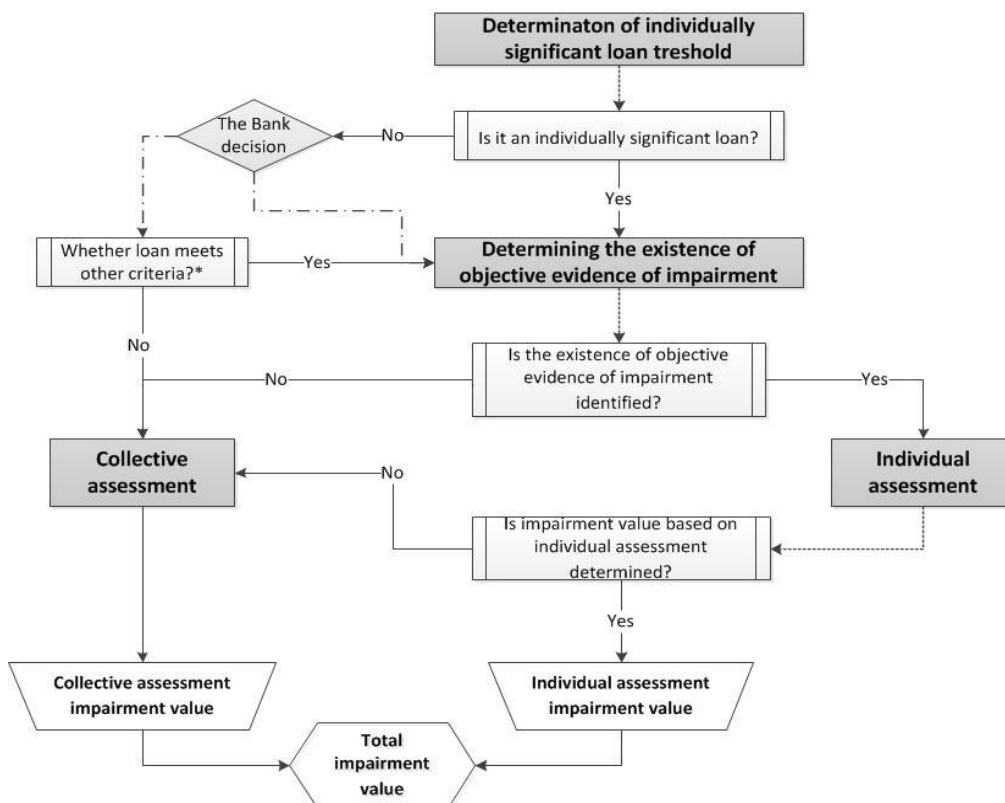 Determinaton of individually
significant loan treshold
The Bank
decision
No
Is it an individually significant loan?
Yes
Whether loan meets
other criteria?*
Yes
Determining the existence of
objective evidence of impairment
No
Is the existence of objective
evidence of impairment
identified?
No
Yes
Collective
assessment
No
Individual
assessment
Is impairment value based on
individual assessment
determined?
Yes
Collective assessment
impairment value
Individual assessment
impairment value
Total
impairment
value